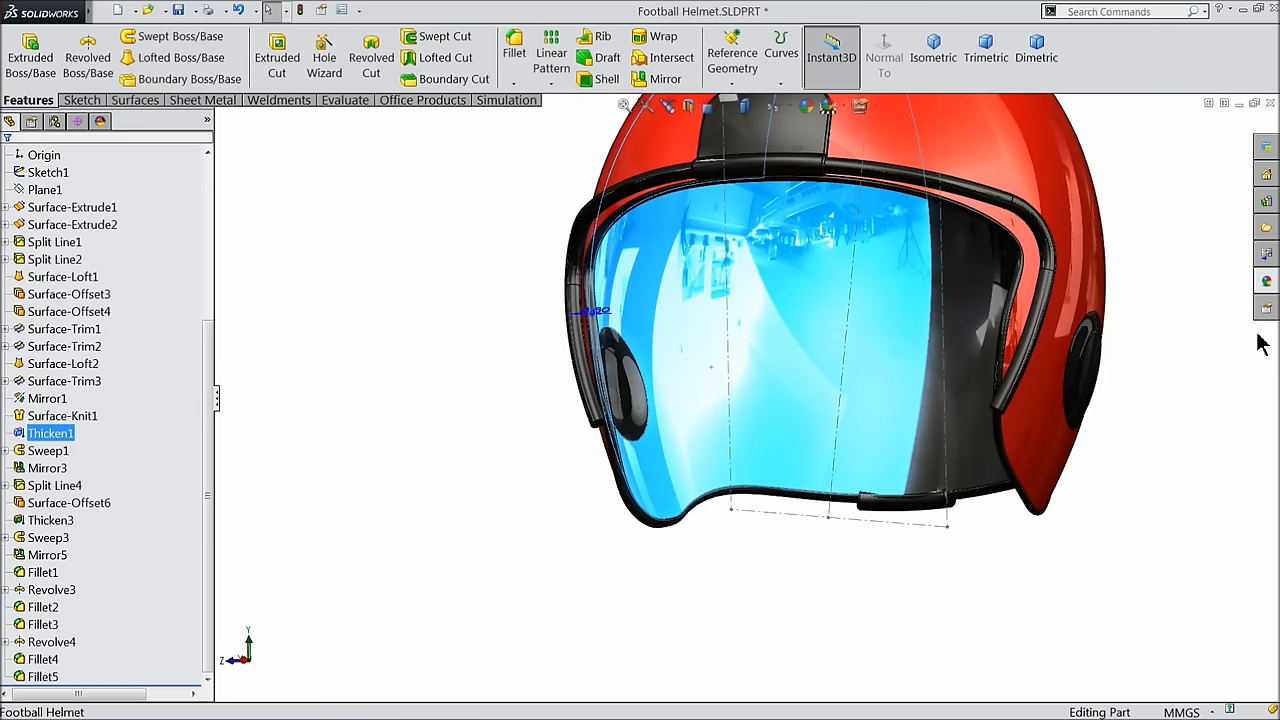 SOLIDWORKS
Football Helmet.SLDPRT *
Search Commands
Extruded Boss/Base
Revolved Boss/Base
Swept Boss/Base
Lofted Boss/Base
Boundary Boss/Base
Extruded Cut
Hole Wizard
Revolved Cut
Swept Cut
Lofted Cut
Boundary Cut
Fillet
Linear Pattern
Rib
Draft
Shell
Wrap
Intersect
Mirror
Reference Geometry
Curves
Instant3D
Normal To
Isometric
Trimetric
Dimetric
Features
Sketch
Surfaces
Sheet Metal
Weldments
Evaluate
Office Products
Simulation
Origin
Sketch1
Plane1
Surface-Extrude1
Surface-Extrude2
Split Line1
Split Line2
Surface-Loft1
Surface-Offset3
Surface-Offset4
Surface-Trim1
Surface-Trim2
Surface-Loft2
Surface-Trim3
Mirror1
Surface-Knit1
Thicken1
Sweep1
Mirror3
Split Line4
Surface-Offset6
Thicken3
Sweep3
Mirror5
Fillet1
Revolve3
Fillet2
Fillet3
Revolve4
Fillet4
Fillet5
Y
Z
Football Helmet
Editing Part
MMGS